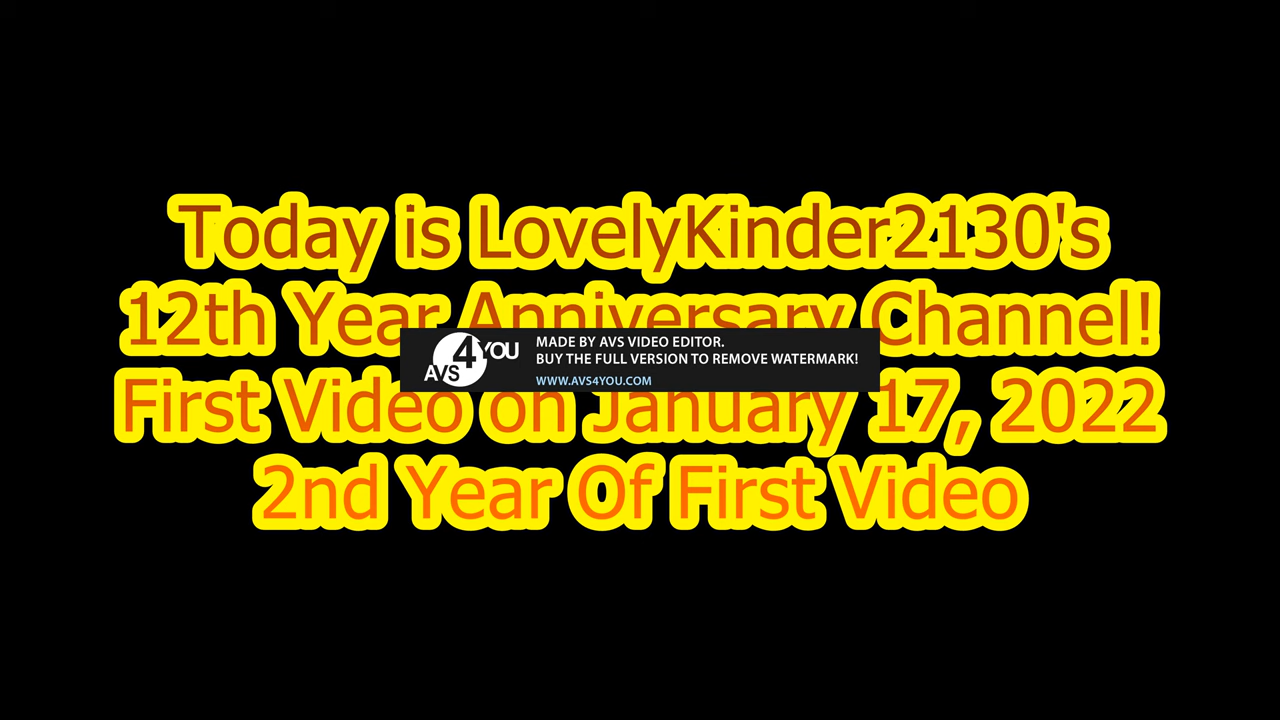 Today is LovelyKinder2130's
12th Year Anniversary Channel!
AVS4YOU
MADE BY AVS VIDEO EDITOR.
BUY THE FULL VERSION TO REMOVE WATERMARK!
WWW.AVS4YOU.COM
First Video on January 17, 2022
2nd Year Of First Video